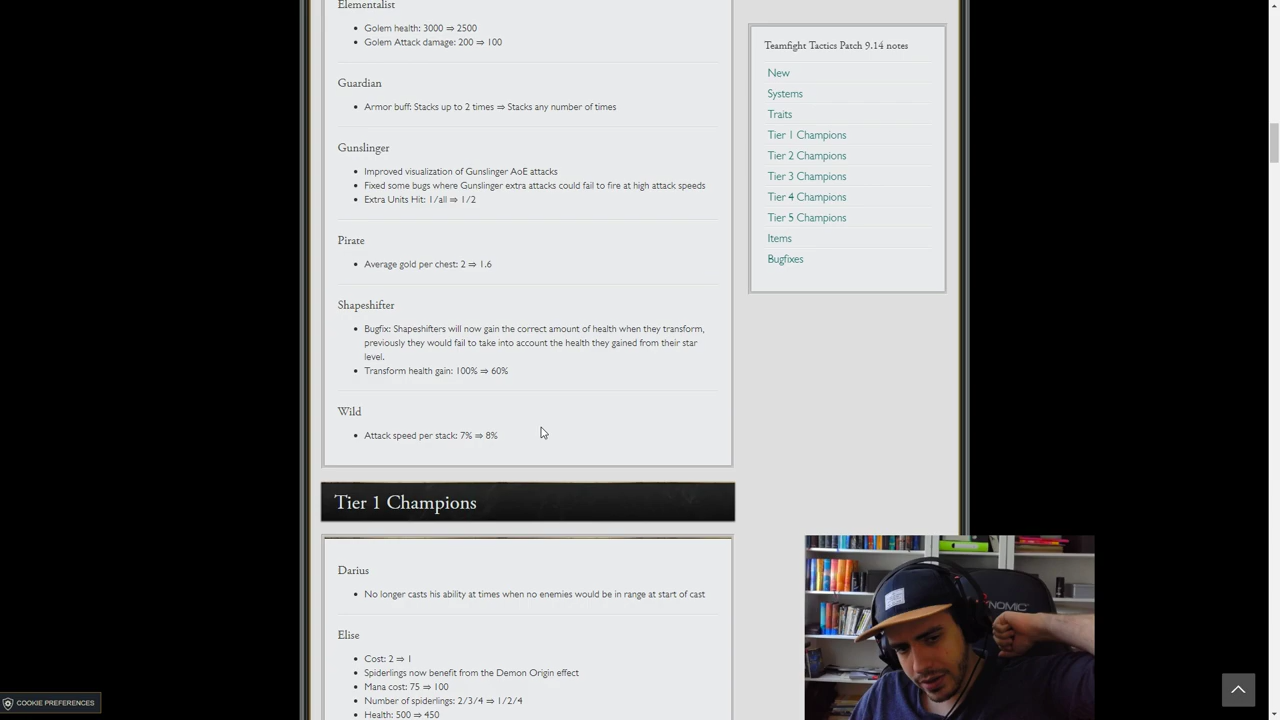 Elementalist
• Golem health: 3000 ⇒ 2500
• Golem Attack damage: 200 ⇒ 100
Guardian
• Armor buff: Stacks up to 2 times ⇒ Stacks any number of times
Gunslinger
• Improved visualization of Gunslinger AoE attacks
• Fixed some bugs where Gunslinger extra attacks could fail to fire at high attack speeds
• Extra Units Hit: 1/all ⇒ 1/2
Pirate
• Average gold per chest: 2 ⇒ 1.6
Shapeshifter
• Bugfix: Shapeshifters will now gain the correct amount of health when they transform,
previously they would fail to take into account the health they gained from their star
level.
• Transform health gain: 100% ⇒ 60%
Wild
• Attack speed per stack: 7% ⇒ 8%
Tier 1 Champions
Darius
• No longer casts his ability at times when no enemies would be in range at start of cast
Elise
• Cost: 2 ⇒ 1
• Spiderlings now benefit from the Demon Origin effect
• Mana cost: 75 ⇒ 100
• Number of spiderlings: 2/3/4 ⇒ 1/2/4
• Health: 500 ⇒ 450
Teamfight Tactics Patch 9.14 notes
New
Systems
Traits
Tier 1 Champions
Tier 2 Champions
Tier 3 Champions
Tier 4 Champions
Tier 5 Champions
Items
Bugfixes
COOKIE PREFERENCES
NOMIC